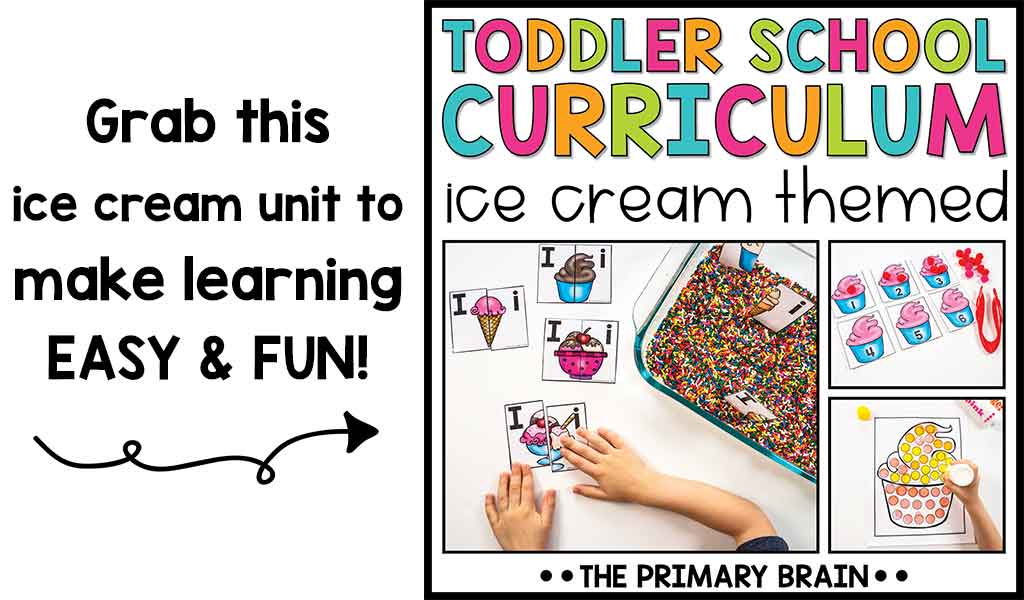 Grab this
ice cream unit to
make learning
EASY & FUN!
TODDLER SCHOOL
CURRICULUM
ice cream themed
I i
I i
I i
I i
1 2 3
4 5 6
••THE PRIMARY BRAIN••